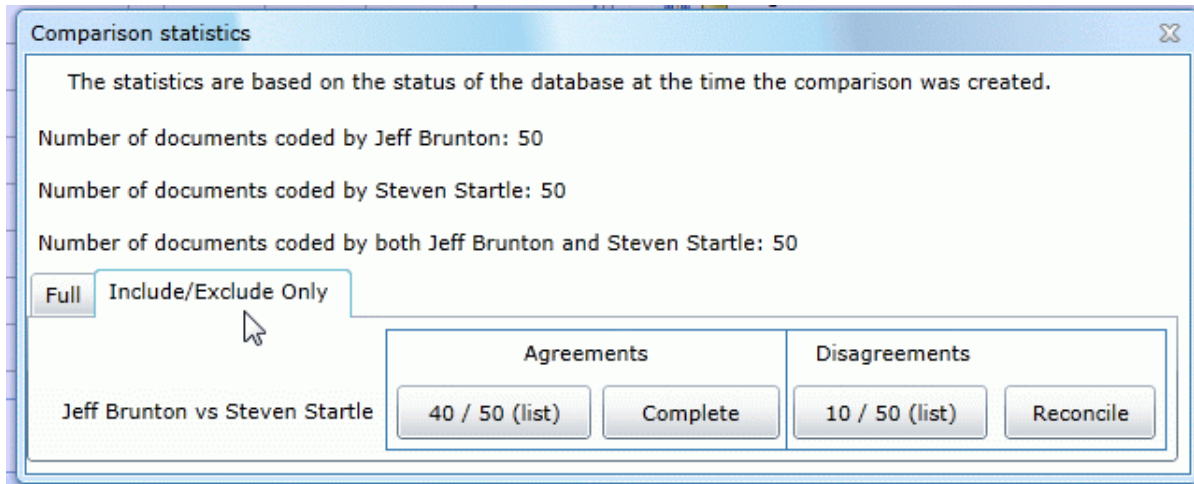 Comparison statistics
The statistics are based on the status of the database at the time the comparison was created.
Number of documents coded by Jeff Brunton: 50
Number of documents coded by Steven Startle: 50
Number of documents coded by both Jeff Brunton and Steven Startle: 50
Full Include/Exclude Only
Agreements Disagreements
Jeff Brunton vs Steven Startle 40 / 50 (list) Complete 10 / 50 (list) Reconcile